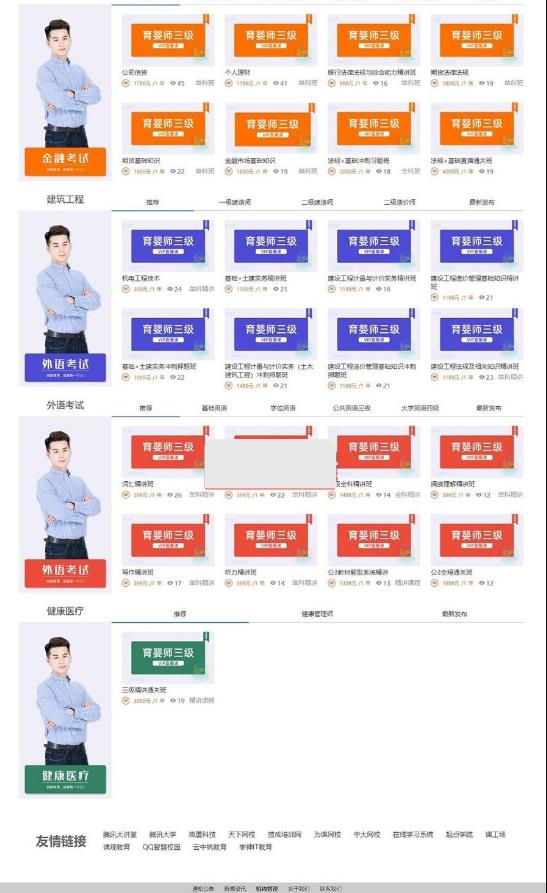 育婴师三级 育婴师三级 育婴师三级 育婴师三级
VIP直播课 VIP直播课 VIP直播课 VIP直播课
公司信贷 个人理财 银行法律法规与综合能力精讲班 期货法律法规
1799元 /1 年 45 单科班 1799元 /1 年 41 单科班 999元 /1 年 16 单科班 1800元 /1 年 19 单科班
育婴师三级 育婴师三级 育婴师三级 育婴师三级
VIP直播课 VIP直播课 VIP直播课 VIP直播课
金融考试
期货基础知识 金融市场基础知识 法规+基础冲刺习题班 法规+基础直播通关班
1800元 /1 年 22 单科班 1800元 /1 年 19 单科班 2000元 /1 年 18 全科班 4000元 /1 年 19
建筑工程 推荐 一级建造师 二级建造师 二级造价师 最新发布
育婴师三级 育婴师三级 育婴师三级 育婴师三级
VIP直播课 VIP直播课 VIP直播课 VIP直播课
机电工程技术 基础+土建实务精讲班 建设工程计量与计价实务精讲班 建设工程造价管理基础知识精讲班
300元 /1 年 24 单科精讲 1199元 /1 年 21 1199元 /1 年 16 1199元 /1 年 21
育婴师三级 育婴师三级 育婴师三级 育婴师三级
VIP直播课 VIP直播课 VIP直播课 VIP直播课
外语考试
基础+土建实务冲刺押题班 建设工程计量与计价实务（土木建筑工程）冲刺押题班 建设工程造价管理基础知识冲刺押题班 建设工程法规及相关知识精讲班
1999元 /1 年 22 1499元 /1 年 21 1199元 /1 年 21 1199元 /1 年 23 单科精讲
外语考试 推荐 基础英语 学位英语 公共英语三级 大学英语四级 最新发布
育婴师三级 育婴师三级 育婴师三级
VIP直播课 VIP直播课
词汇精讲班 全科精讲班 阅读理解精讲班
399元 /1 年 26 单科精讲 399元 /1 年 22 单科精讲 1499元 /1 年 14 全科精讲 399元 /1 年 12 单科精讲
育婴师三级 育婴师三级 育婴师三级 育婴师三级
VIP直播课 VIP直播课 VIP直播课 VIP直播课
外语考试
写作精讲班 听力精讲班 公3教材题型系统精讲 公3全程通关班
399元 /1 年 17 单科精讲 399元 /1 年 14 单科精讲 1359元 /1 年 13 精讲课程 1959元 /1 年 12
健康医疗 推荐 健康管理师 最新发布
育婴师三级
VIP直播课
三级精讲通关班
2000元 /1 年 19 精讲课程
健康医疗
友情链接 腾讯大讲堂 腾讯大学 微厦科技 天下网校 技成培训网 为课网校 中大网校 在线学习系统 起点学院 课工场
课观教育 QQ智慧校园 云中帆教育 学神IT教育
通知公告 新闻资讯 机构管理 关于我们 联系我们